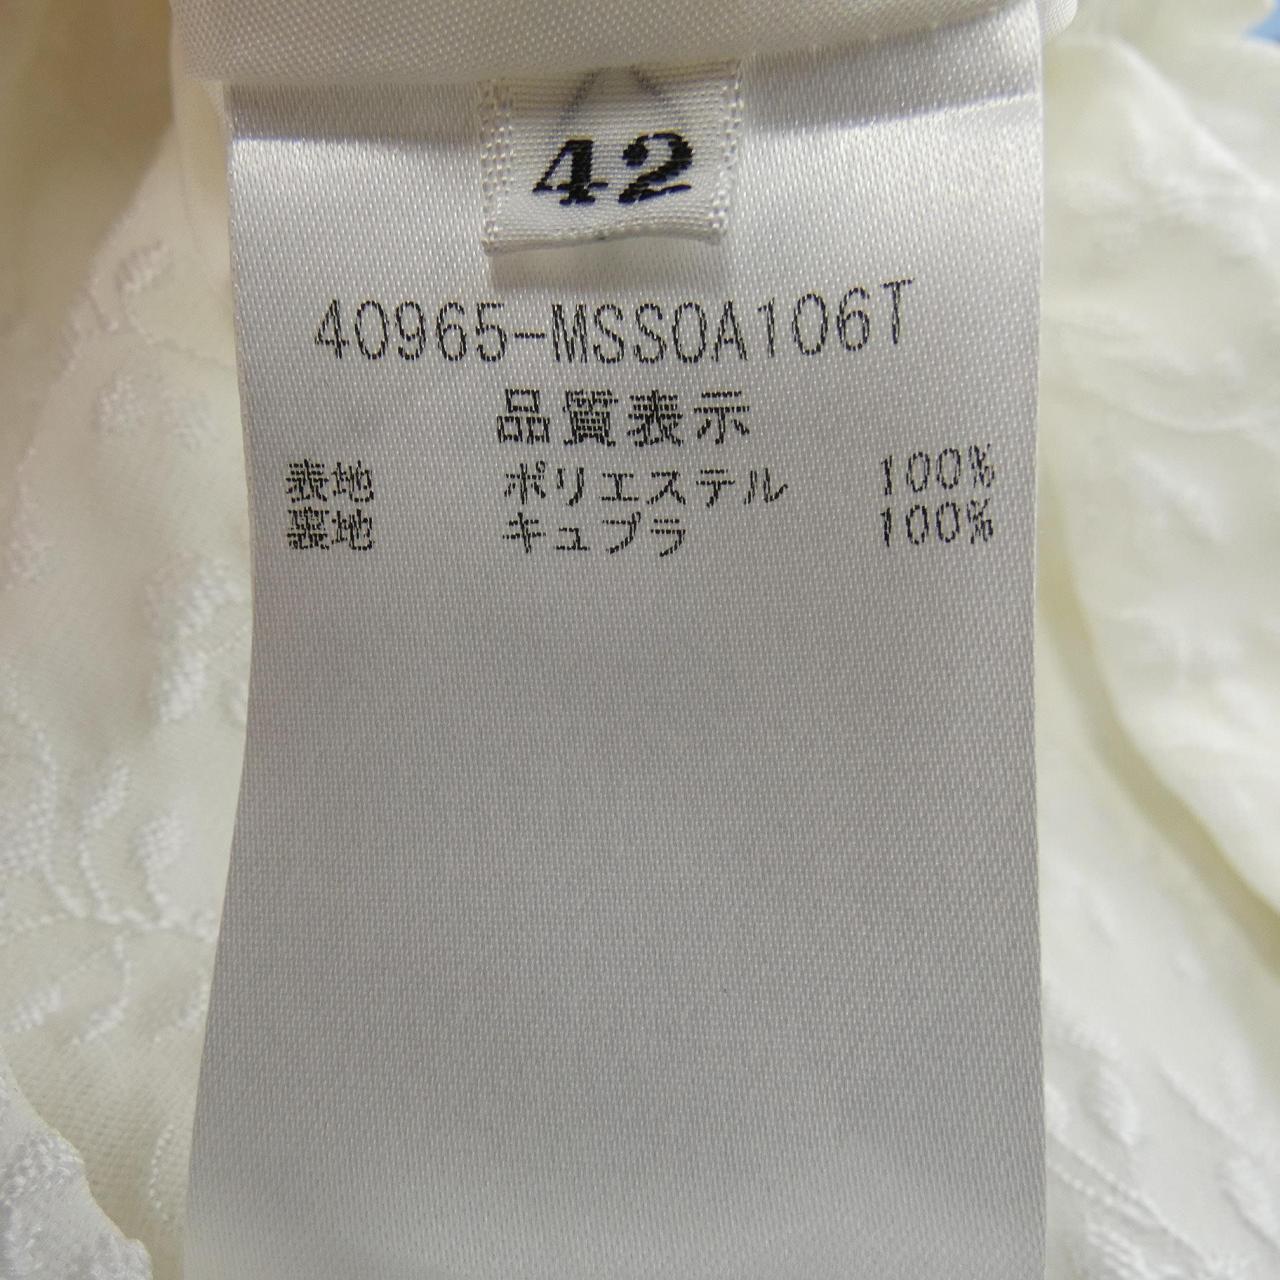 42
40965-MSSOA106T
品質表示
表地 ポリエステル 100%
裏地 キュプラ 100%